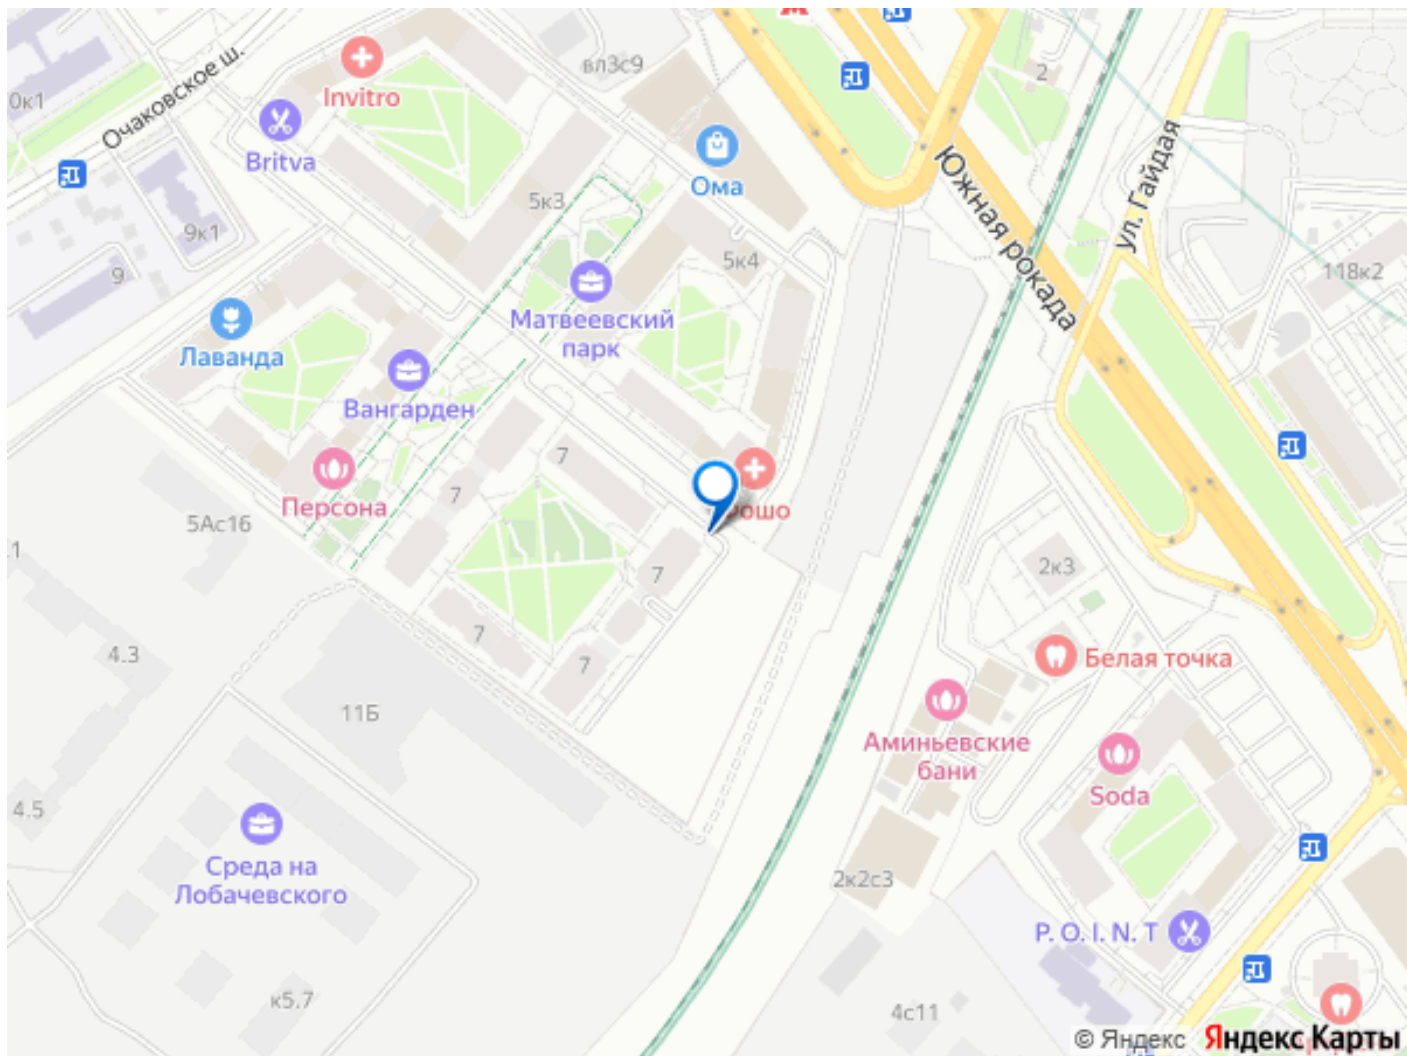 вл3с9
2
Очаковское ш.
Invitro
0к1
Britva
Ома
ул. Гайдая
Южная рокада
5к3
9к1
5к4
9
118к2
Матвеевский
парк
Лаванда
Вангарден
7
7
Персона
рошо
5Ас16
.1
2к3
7
7
4.3
7
Белая точка
11Б
Аминьевские
бани
Soda
4.5
Среда на
Лобачевского
2к2с3
P. O. I. N. T
к5.7
4с11
© Яндекс Яндекс Карты